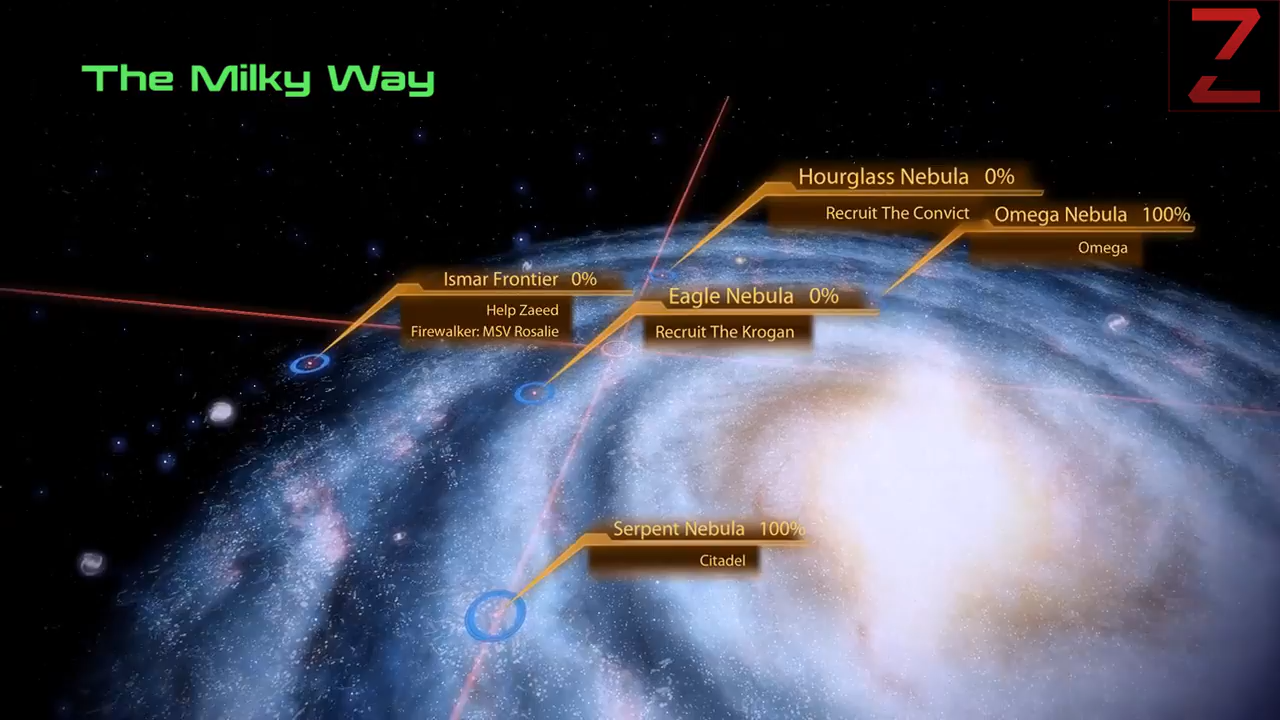 The Milky Way
Z
Hourglass Nebula 0%
Recruit The Convict
Omega Nebula 100%
Omega
Ismar Frontier 0%
Help Zaeed
Firewalker: MSV Rosalie
Eagle Nebula 0%
Recruit The Krogan
Serpent Nebula 100%
Citadel